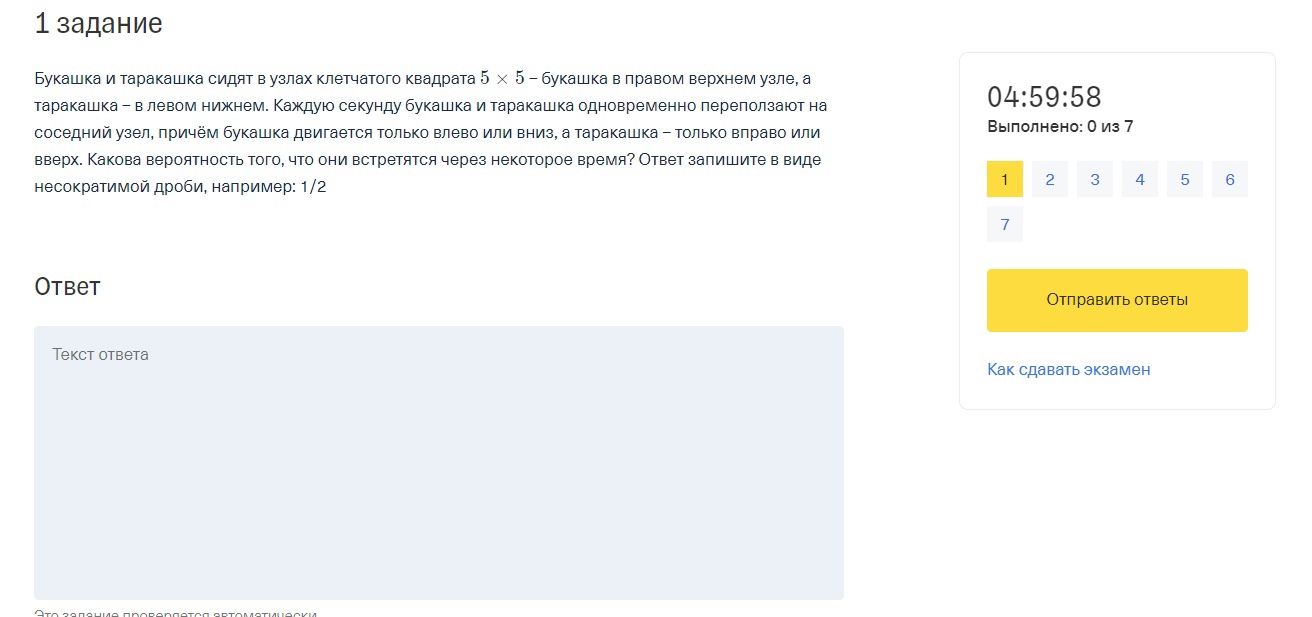 1 задание
Букашка и таракашка сидят в узлах клетчатого квадрата 5 × 5 – букашка в правом верхнем узле, а
таракашка – в левом нижнем. Каждую секунду букашка и таракашка одновременно переползают на
соседний узел, причём букашка двигается только влево или вниз, а таракашка – только вправо или
вверх. Какова вероятность того, что они встретятся через некоторое время? Ответ запишите в виде
несократимой дроби, например: 1/2
Ответ
Текст ответа
Это задание проверяется автоматически
04:59:58
Выполнено: 0 из 7
1 2 3 4 5 6
7
Отправить ответы
Как сдавать экзамен